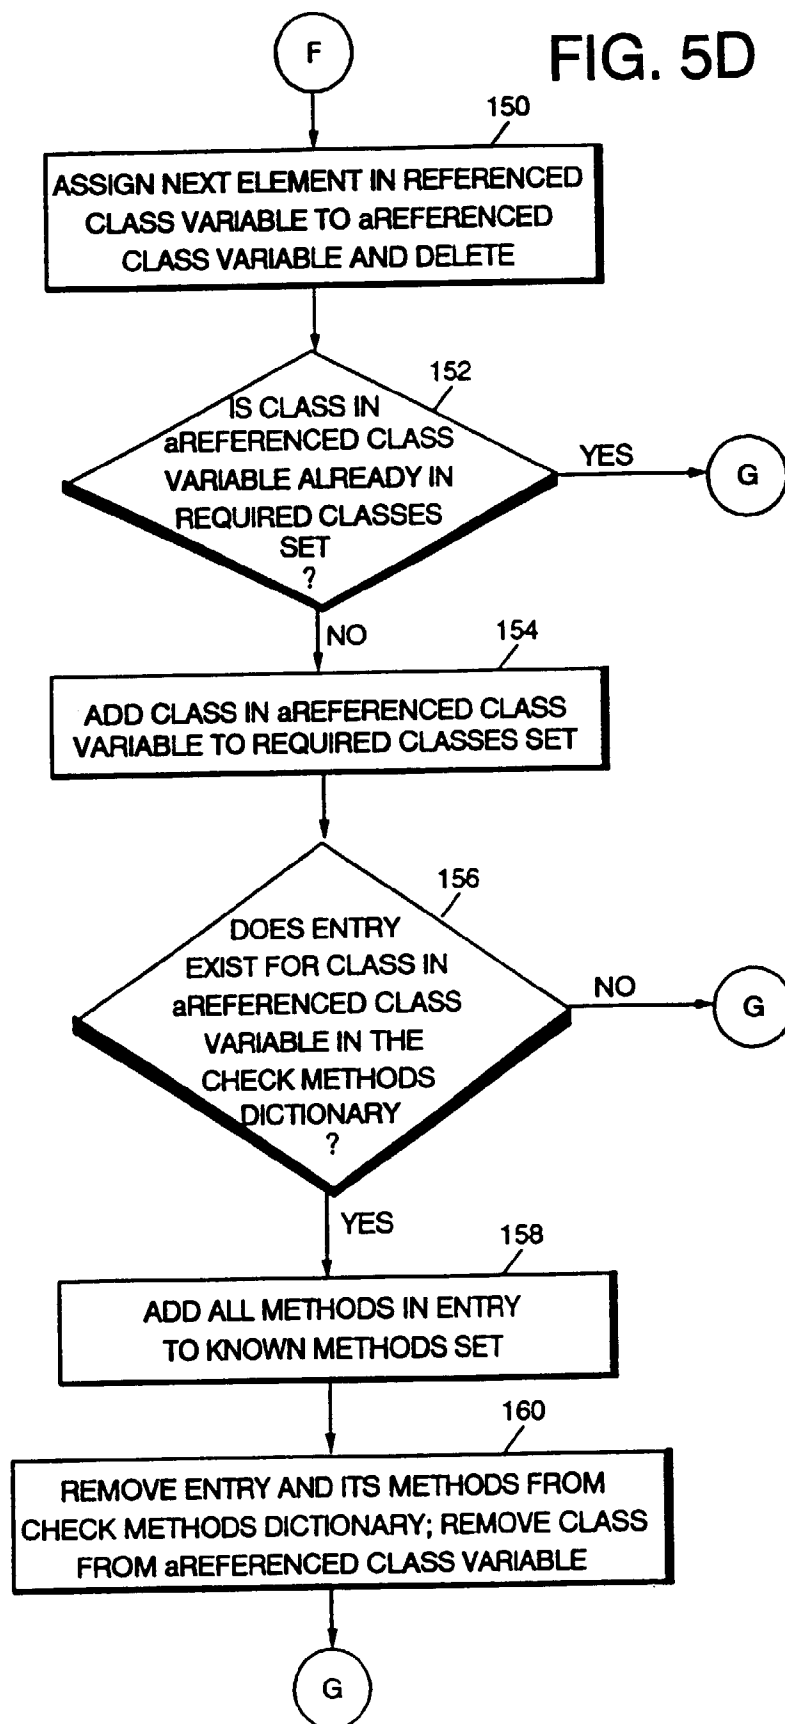 F
FIG. 5D
150
ASSIGN NEXT ELEMENT IN REFERENCED
CLASS VARIABLE TO aREFERENCED
CLASS VARIABLE AND DELETE
152
IS CLASS IN
aREFERENCED CLASS
VARIABLE ALREADY IN
REQUIRED CLASSES
SET
?
YES
G
NO
154
ADD CLASS IN aREFERENCED CLASS
VARIABLE TO REQUIRED CLASSES SET
156
DOES ENTRY
EXIST FOR CLASS IN
aREFERENCED CLASS
VARIABLE IN THE
CHECK METHODS
DICTIONARY
?
NO
G
YES
158
ADD ALL METHODS IN ENTRY
TO KNOWN METHODS SET
160
REMOVE ENTRY AND ITS METHODS FROM
CHECK METHODS DICTIONARY; REMOVE CLASS
FROM aREFERENCED CLASS VARIABLE
G